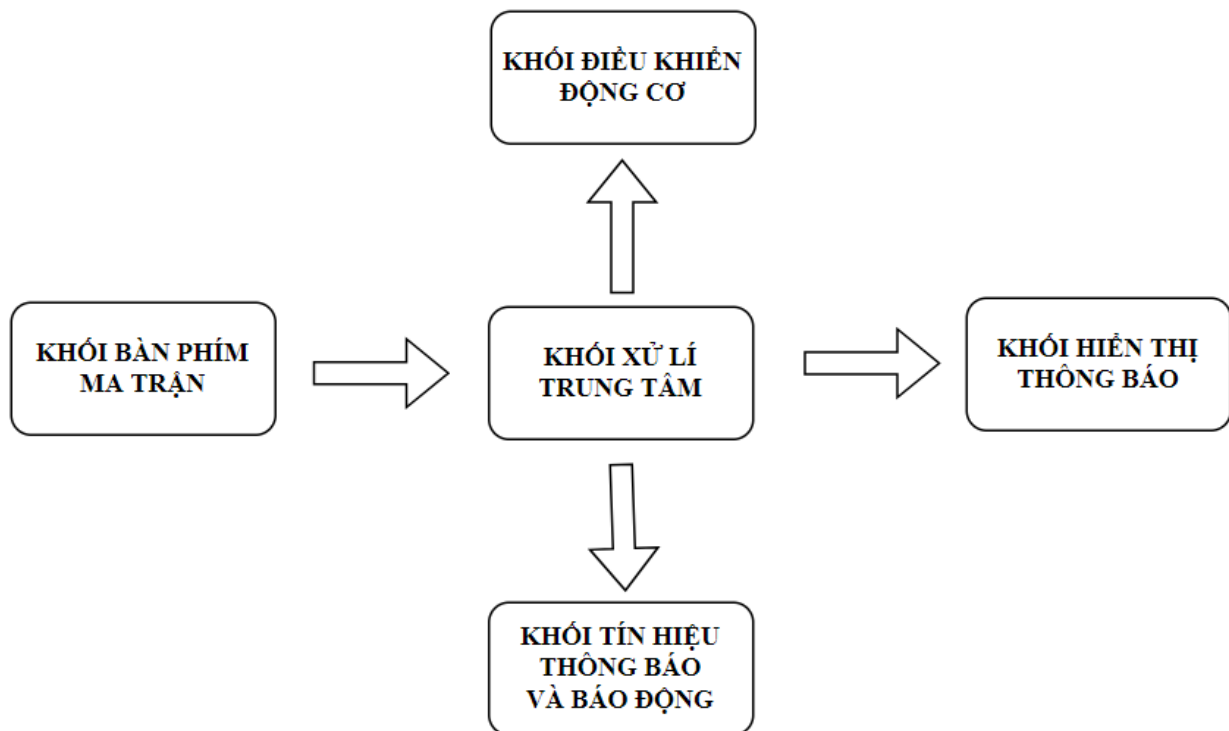 KHỐI ĐIỀU KHIỂN
ĐỘNG CƠ
KHỐI BÀN PHÍM
MA TRẬN
KHỐI XỬ LÍ
TRUNG TÂM
KHỐI HIỂN THỊ
THÔNG BÁO
KHỐI TÍN HIỆU
THÔNG BÁO
VÀ BÁO ĐỘNG